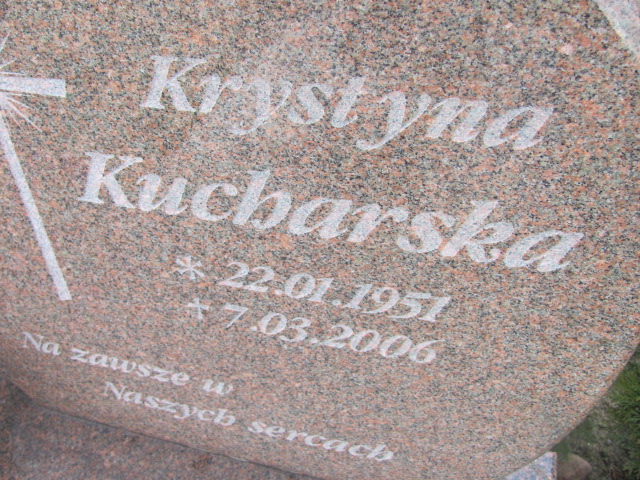 Krystyna
Kucharska
* 22.01.1951
+ 7.03.2006
Na zawsze w
Naszych sercach